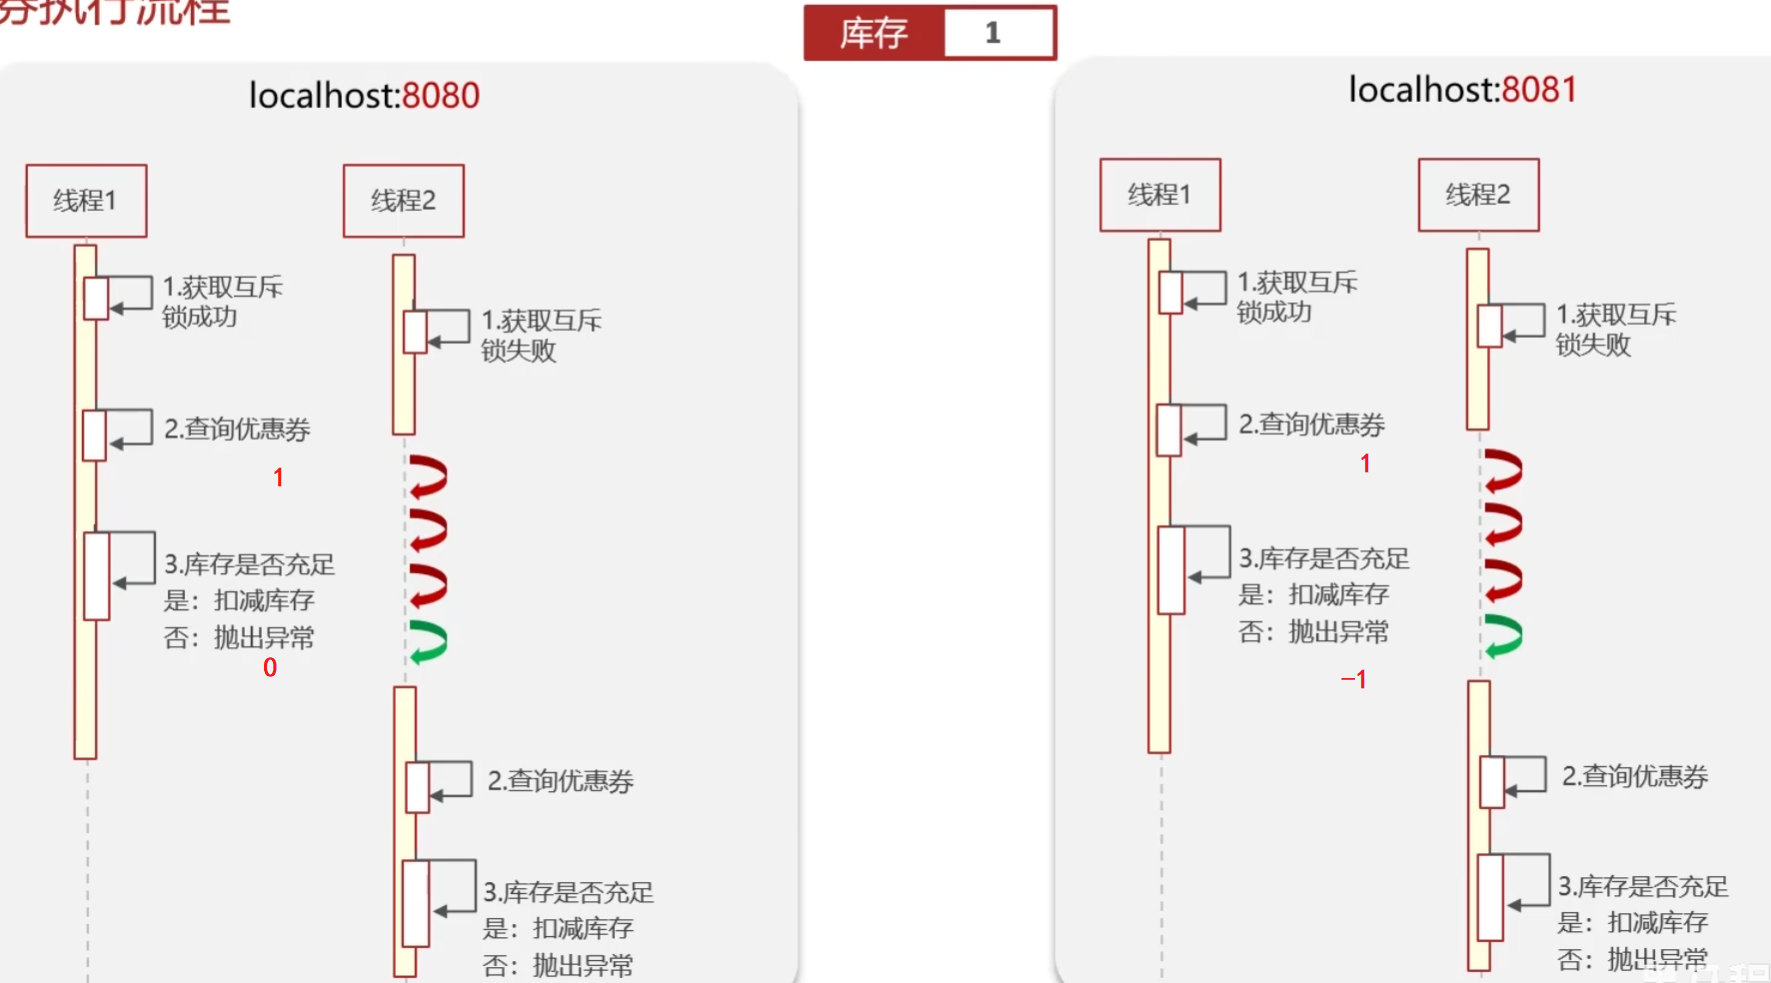 券执行流程
库存 1
localhost:8080
线程1
线程2
1.获取互斥
锁成功
1.获取互斥
锁失败
2.查询优惠券
1
3.库存是否充足
是：扣减库存
否：抛出异常
0
2.查询优惠券
3.库存是否充足
是：扣减库存
否：抛出异常
localhost:8081
线程1
线程2
1.获取互斥
锁成功
1.获取互斥
锁失败
2.查询优惠券
1
3.库存是否充足
是：扣减库存
否：抛出异常
-1
2.查询优惠券
3.库存是否充足
是：扣减库存
否：抛出异常